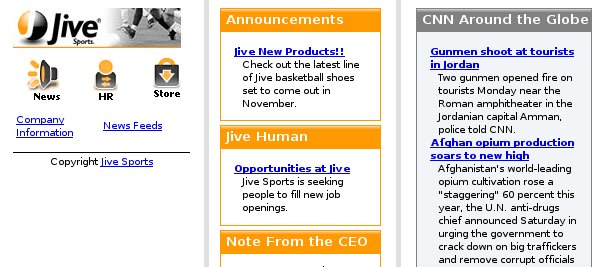 Jive
Sports.
News
HR
Store
Company
Information
News Feeds
Copyright Jive Sports
Announcements
Jive New Products!!
Check out the latest
line of Jive basketball shoes
set to come out in
November.
Jive Human
Opportunities at Jive
Jive Sports is seeking
people to fill new job
openings.
Note From the CEO
CNN Around the Globe
Gunmen shoot at tourists
in Jordan
Two gunmen opened fire on
tourists Monday near the
Roman amphitheater in the
Jordanian capital Amman,
police told CNN.
Afghan opium production
soars to new high
Afghanistan's world-leading
opium cultivation rose a
"staggering" 60 percent this
year, the U.N. anti-drugs
chief announced Saturday in
urging the government to
crack down on big traffickers
and remove corrupt officials